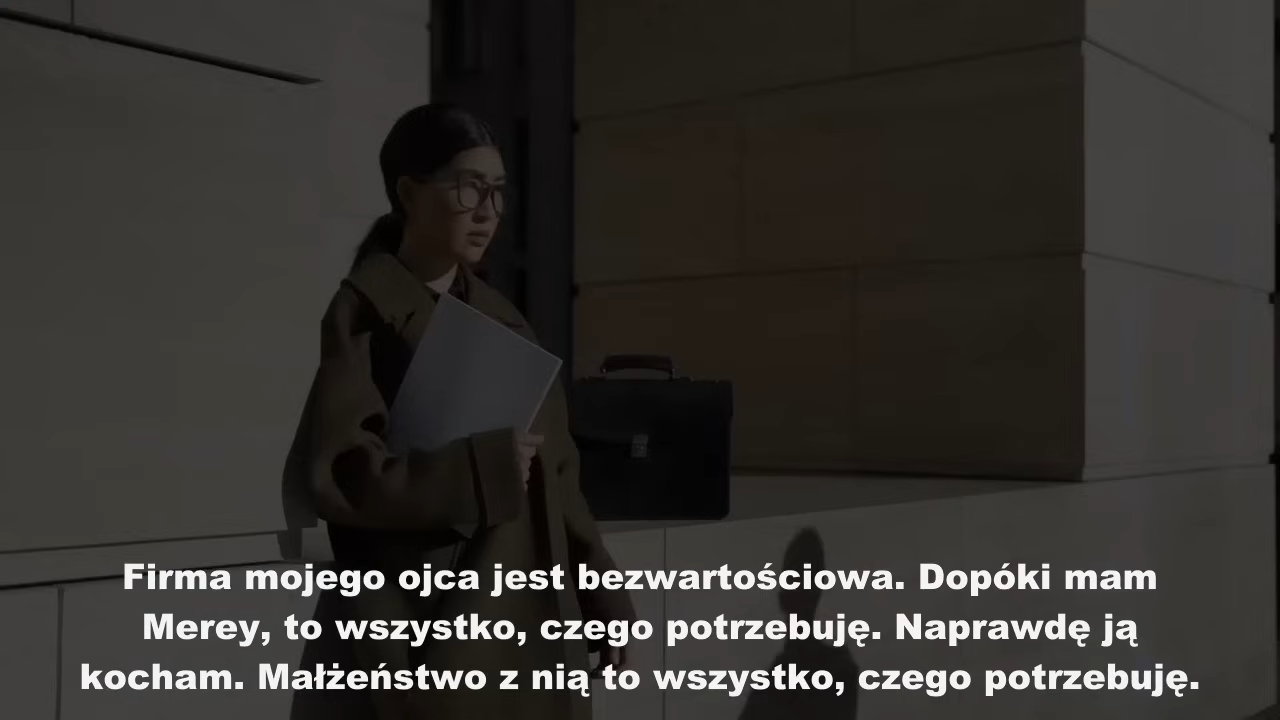 Firma mojego ojca jest bezwartościowa. Dopóki mam
Merey, to wszystko, czego potrzebuję. Naprawdę ją
kocham. Małżeństwo z nią to wszystko, czego potrzebuję.